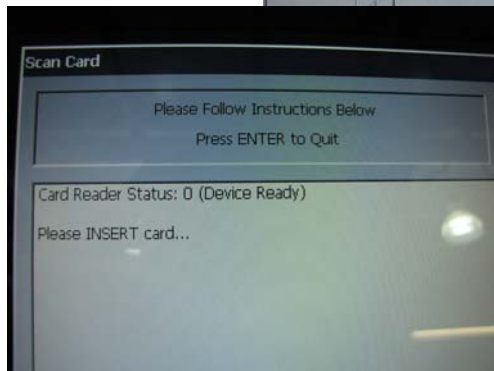 Scan Card
Please Follow Instructions Below
Press ENTER to Quit
Card Reader Status: 0 (Device Ready)
Please INSERT card...